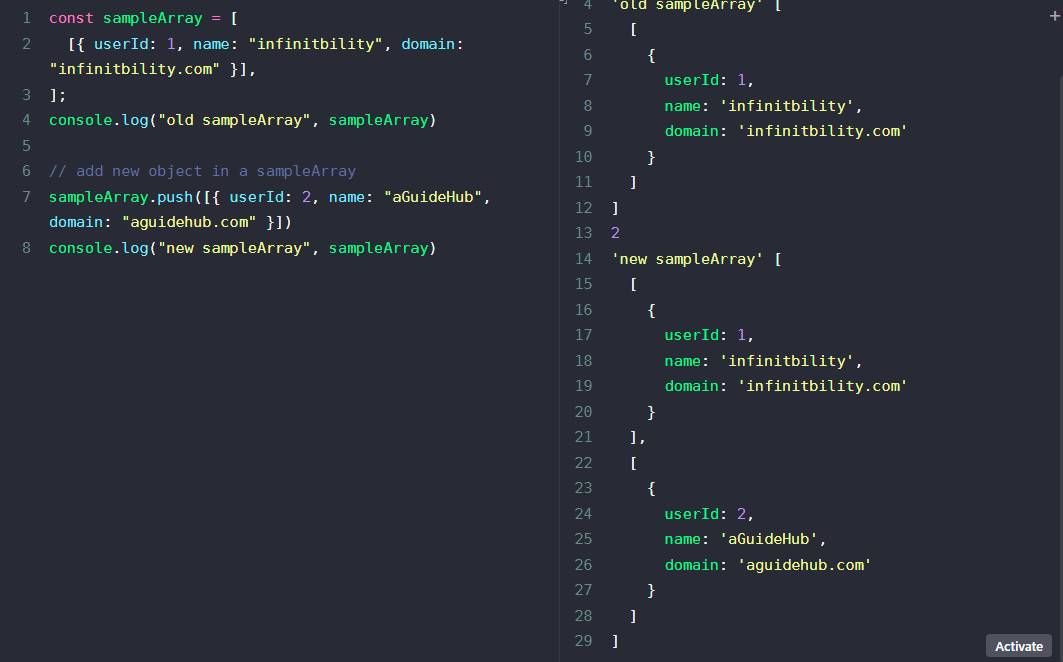 1 const sampleArray = [
2   [{ userId: 1, name: "infinitbility", domain:
"infinitbility.com" }],
3 ];
4 console.log("old sampleArray", sampleArray)
5
6 // add new object in a sampleArray
7 sampleArray.push([{ userId: 2, name: "aGuideHub",
domain: "aguidehub.com" }])
8 console.log("new sampleArray", sampleArray)
4 'old sampleArray' [
5   [
6     {
7       userId: 1,
8       name: 'infinitbility',
9       domain: 'infinitbility.com'
10     }
11   ]
12 ]
13 2
14 'new sampleArray' [
15   [
16     {
17       userId: 1,
18       name: 'infinitbility',
19       domain: 'infinitbility.com'
20     }
21   ],
22   [
23     {
24       userId: 2,
25       name: 'aGuideHub',
26       domain: 'aguidehub.com'
27     }
28   ]
29 ]
+
Activate